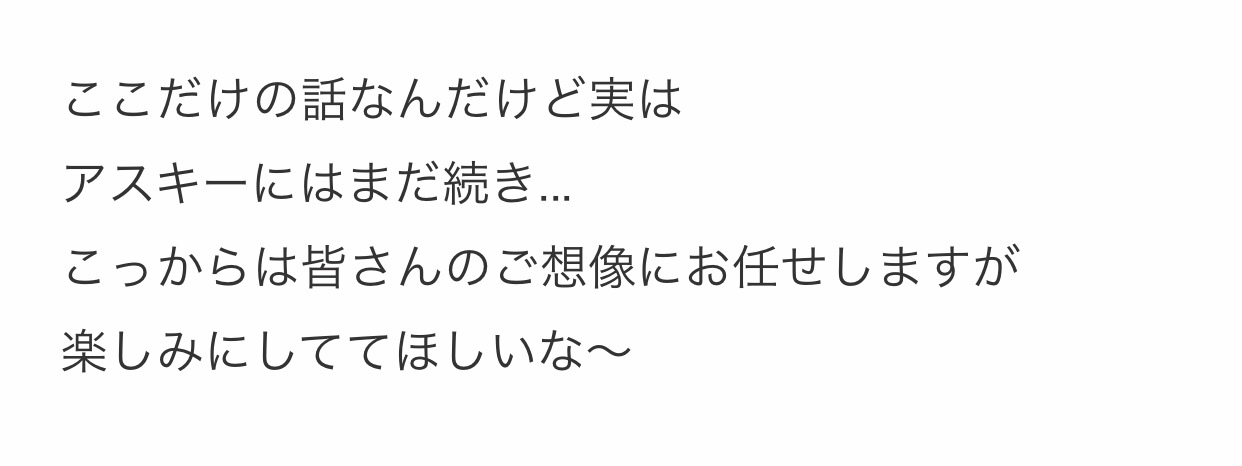 ここだけの話なんだけど実は
アスキーにはまだ続き...
こっからは皆さんのご想像にお任せしますが
楽しみにしててほしいな〜